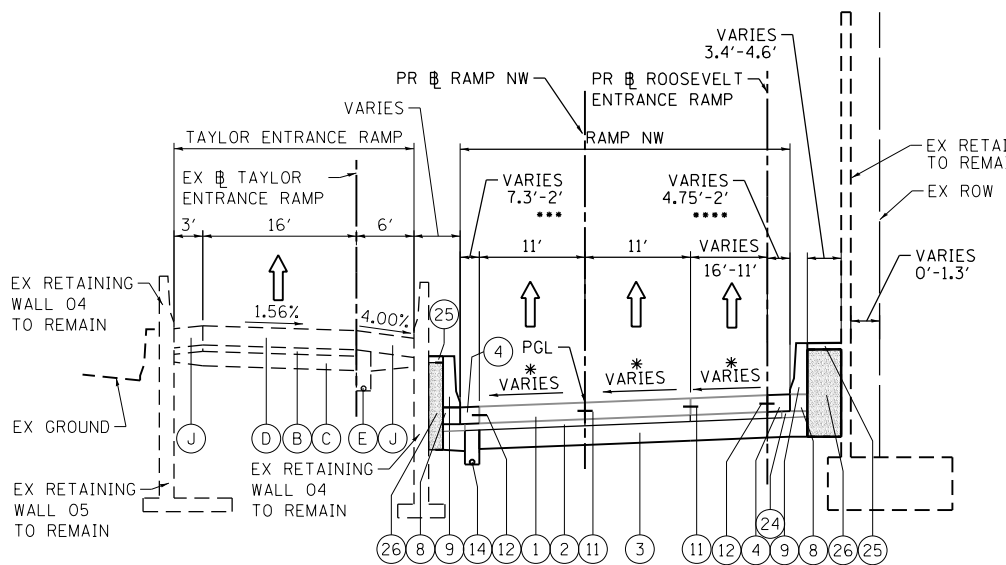 VARIES
3.4'-4.6'
PR ℄ RAMP NW
PR ℄ ROOSEVELT
ENTRANCE RAMP
VARIES
TAYLOR ENTRANCE RAMP
RAMP NW
EX RETAI
TO REMAI
EX ℄ TAYLOR
ENTRANCE RAMP
VARIES
7.3'-2'
***
VARIES
4.75'-2'
****
EX ROW
3'
16'
6'
11'
11'
VARIES
16'-11'
VARIES
0'-1.3'
EX RETAINING
WALL 04
TO REMAIN
1.56%
4.00%
25
4
PGL
*
VARIES
*
VARIES
*
VARIES
EX GROUND
J
D
B
C
E
J
EX RETAINING
WALL 04
TO REMAIN
EX RETAINING
WALL 05
TO REMAIN
24
26
8
9
14
12
1
2
11
3
11
12
4
9
8
26
25